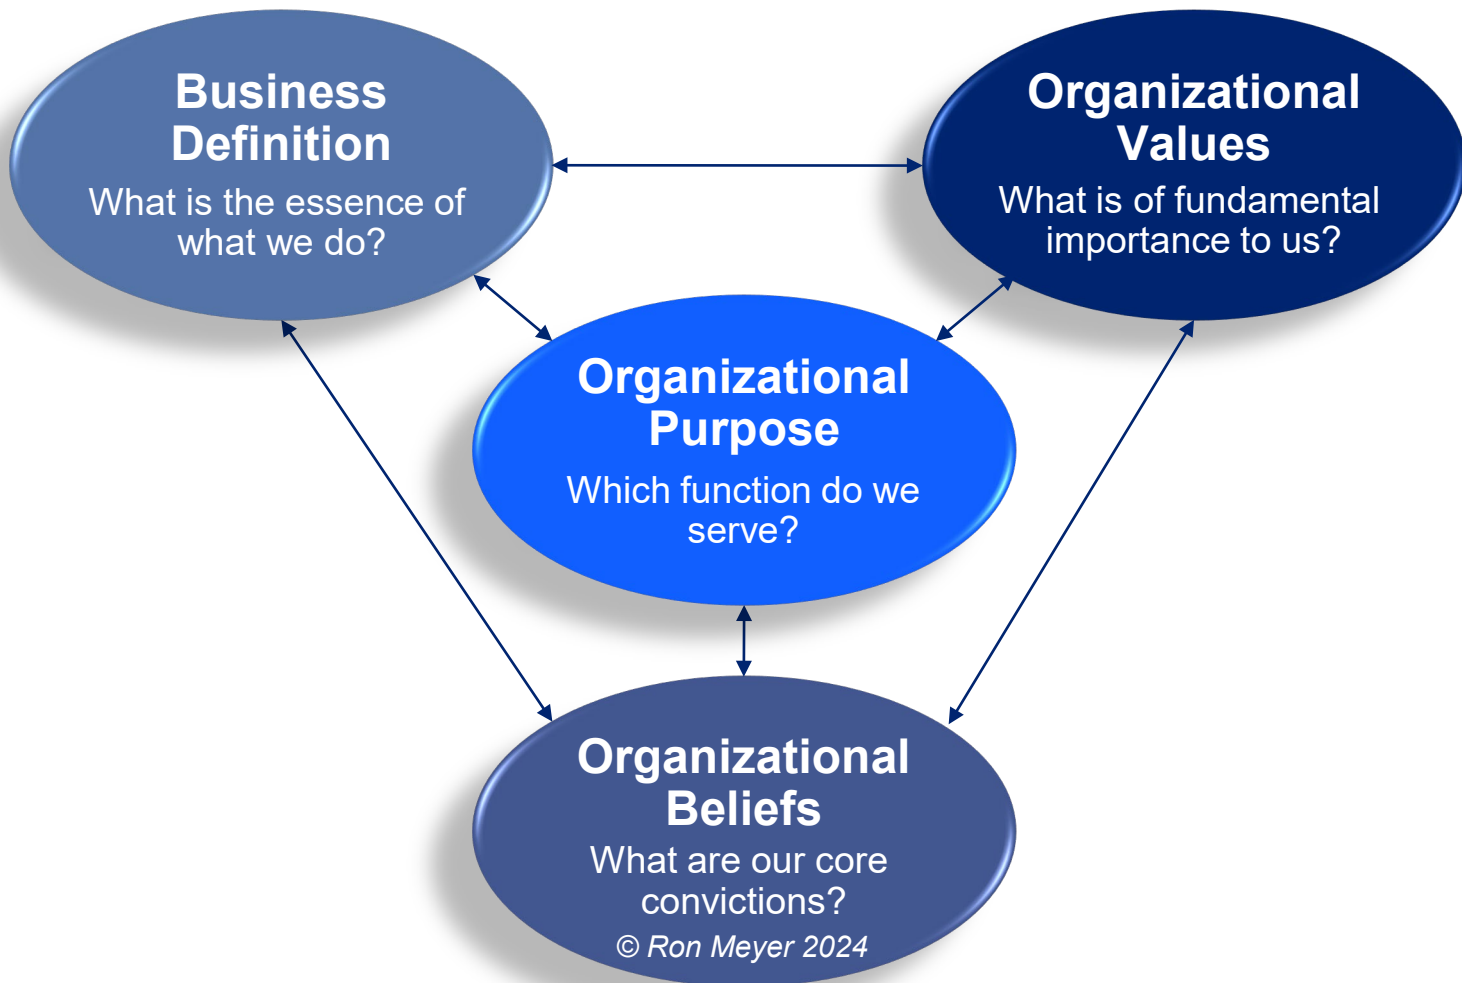 Business
Definition
What is the essence of
what we do?
Organizational
Values
What is of fundamental
importance to us?
Organizational
Purpose
Which function do we
serve?
Organizational
Beliefs
What are our core
convictions?
© Ron Meyer 2024